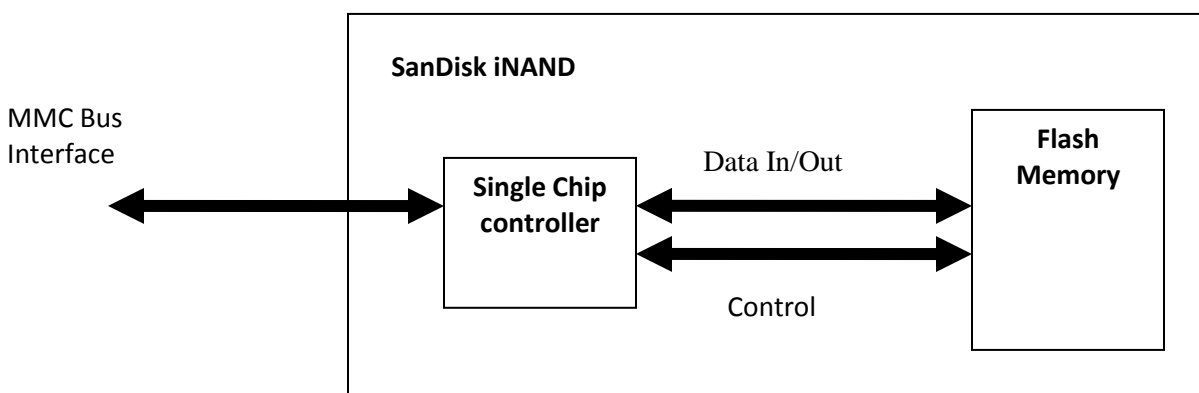 SanDisk iNAND
MMC Bus
Interface
Single Chip
controller
Data In/Out
Control
Flash
Memory